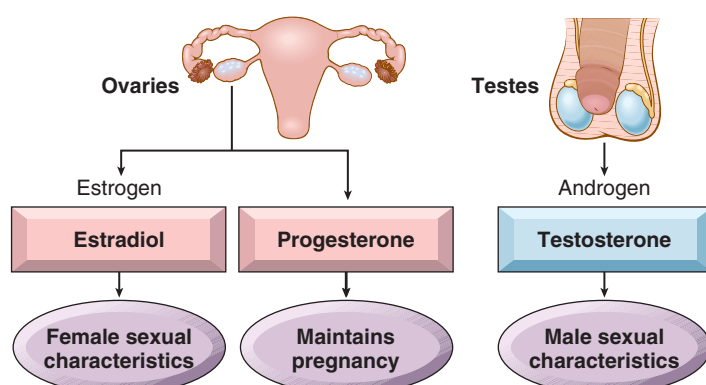 Ovaries
Testes
Estrogen
Androgen
Estradiol
Progesterone
Testosterone
Female sexual
characteristics
Maintains
pregnancy
Male sexual
characteristics